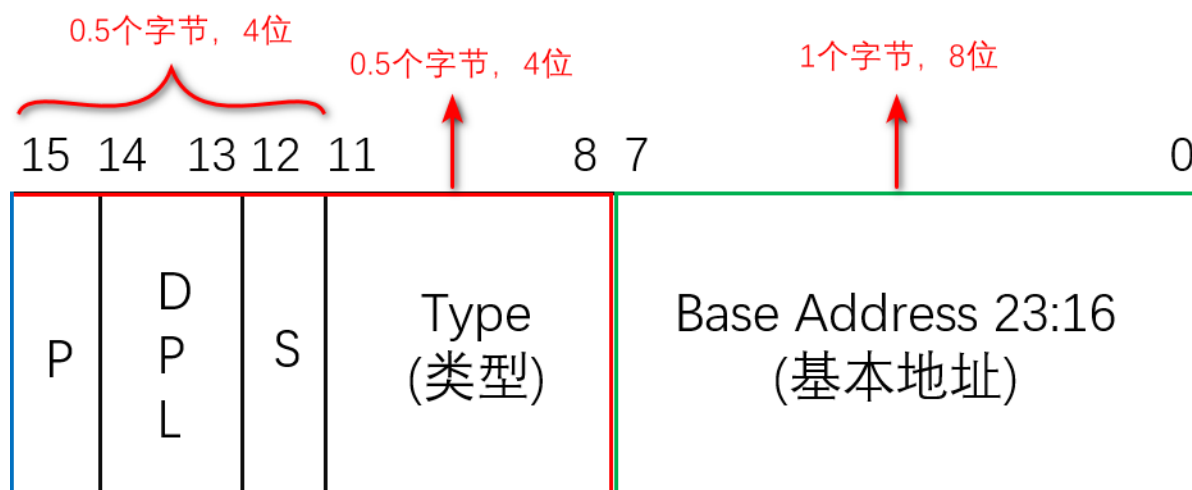 0.5个字节，4位
0.5个字节，4位
1个字节，8位
15 14 13 12 11 8 7 0
P
D
P
L
S
Type
(类型)
Base Address 23:16
(基本地址)